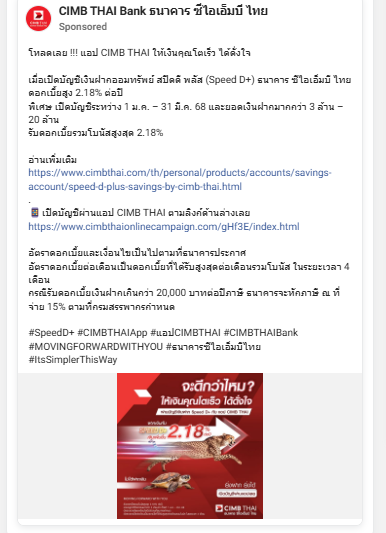 CIMB THAI Bank ธนาคาร ซีไอเอ็มบี ไทย
Sponsored
โหลดเลย !!! แอป CIMB THAI ให้เงินคุณโตเร็ว ได้ดั่งใจ
เมื่อเปิดบัญชีเงินฝากออมทรัพย์ สปีดดี พลัส (Speed D+) ธนาคาร ซีไอเอ็มบี ไทย
ดอกเบี้ยสูง 2.18% ต่อปี
พิเศษ เปิดบัญชีระหว่าง 1 ม.ค. – 31 มี.ค. 68 และยอดเงินฝากมากกว่า 3 ล้าน –
20 ล้าน
รับดอกเบี้ยรวมโบนัสสูงสุด 2.18%
อ่านเพิ่มเติม
https://www.cimbthai.com/th/personal/products/accounts/savings-
account/speed-d-plus-savings-by-cimb-thai.html
.
📱 เปิดบัญชีผ่านแอป CIMB THAI ตามลิงก์ด้านล่างเลย
https://www.cimbthaionlinecampaign.com/gHf3E/index.html
อัตราดอกเบี้ยและเงื่อนไขเป็นไปตามที่ธนาคารประกาศ
อัตราดอกเบี้ยต่อเดือนเป็นดอกเบี้ยที่ได้รับสูงสุดต่อเดือนรวมโบนัส ในระยะเวลา 4
เดือน
กรณีรับดอกเบี้ยเงินฝากเกินกว่า 20,000 บาทต่อปีภาษี ธนาคารจะหักภาษี ณ ที่
จ่าย 15% ตามที่กรมสรรพากรกำหนด
#SpeedD+ #CIMBTHAIApp #แอปCIMBTHAI #CIMBTHAIBank
#MOVINGFORWARDWITHYOU #ธนาคารซีไอเอ็มบีไทย
#ItsSimplerThisWay
จะดีกว่าไหม?
ให้เงินคุณโตเร็ว ได้ดั่งใจ
2.18%
ยิ่งฝาก ยิ่งได้
CIMB THAI